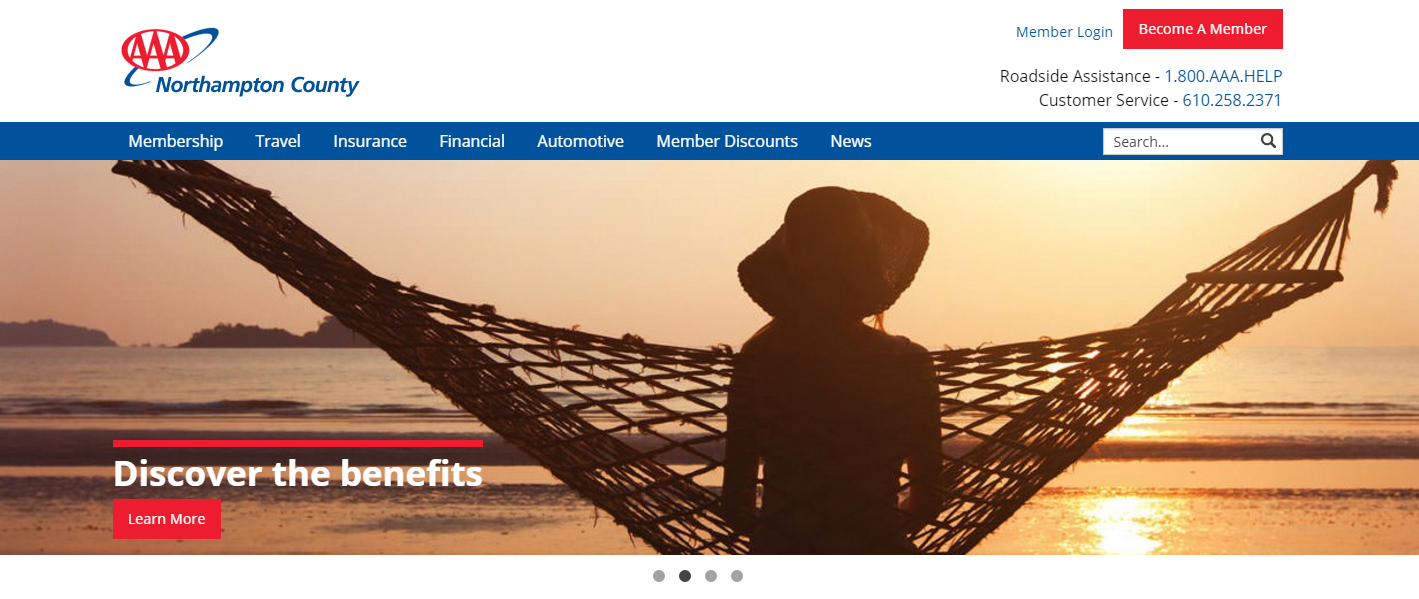 AAA
Northampton County
Member Login
Become A Member
Roadside Assistance - 1.800.AAA.HELP
Customer Service - 610.258.2371
Membership Travel Insurance Financial Automotive Member Discounts News
Search...
Discover the benefits
Learn More